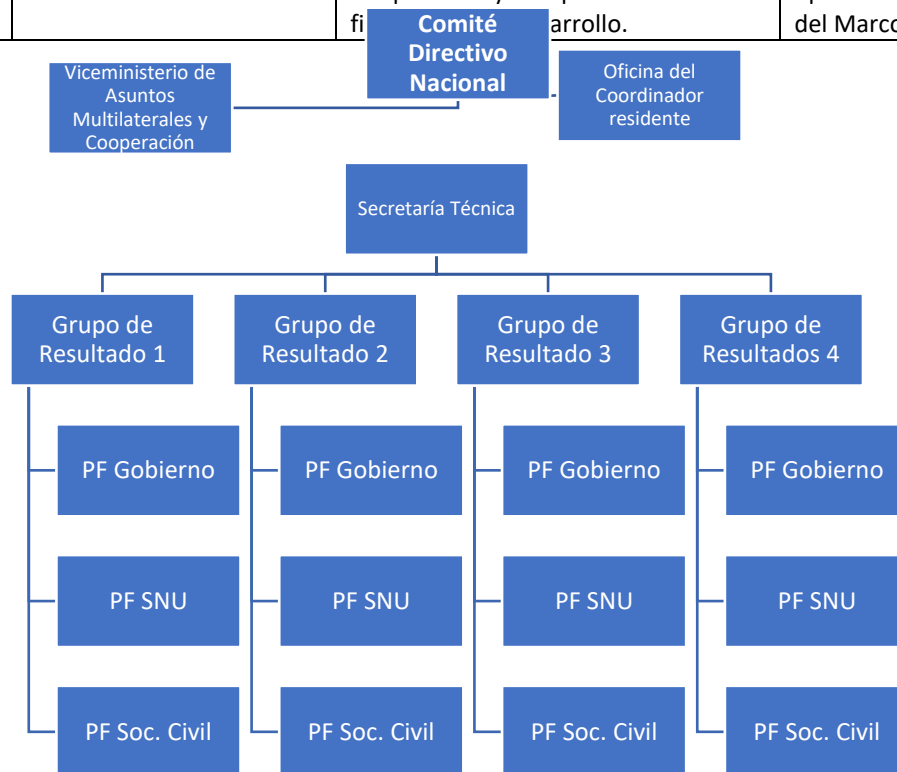 arrollo.
del Marco
Comité
Directivo
Nacional
Viceministerio de
Asuntos
Multilaterales y
Cooperación
Oficina del
Coordinador
residente
Secretaría Técnica
Grupo de
Resultado 1
Grupo de
Resultado 2
Grupo de
Resultado 3
Grupo de
Resultados 4
PF Gobierno
PF Gobierno
PF Gobierno
PF Gobierno
PF SNU
PF SNU
PF SNU
PF SNU
PF Soc. Civil
PF Soc. Civil
PF Soc. Civil
PF Soc. Civil